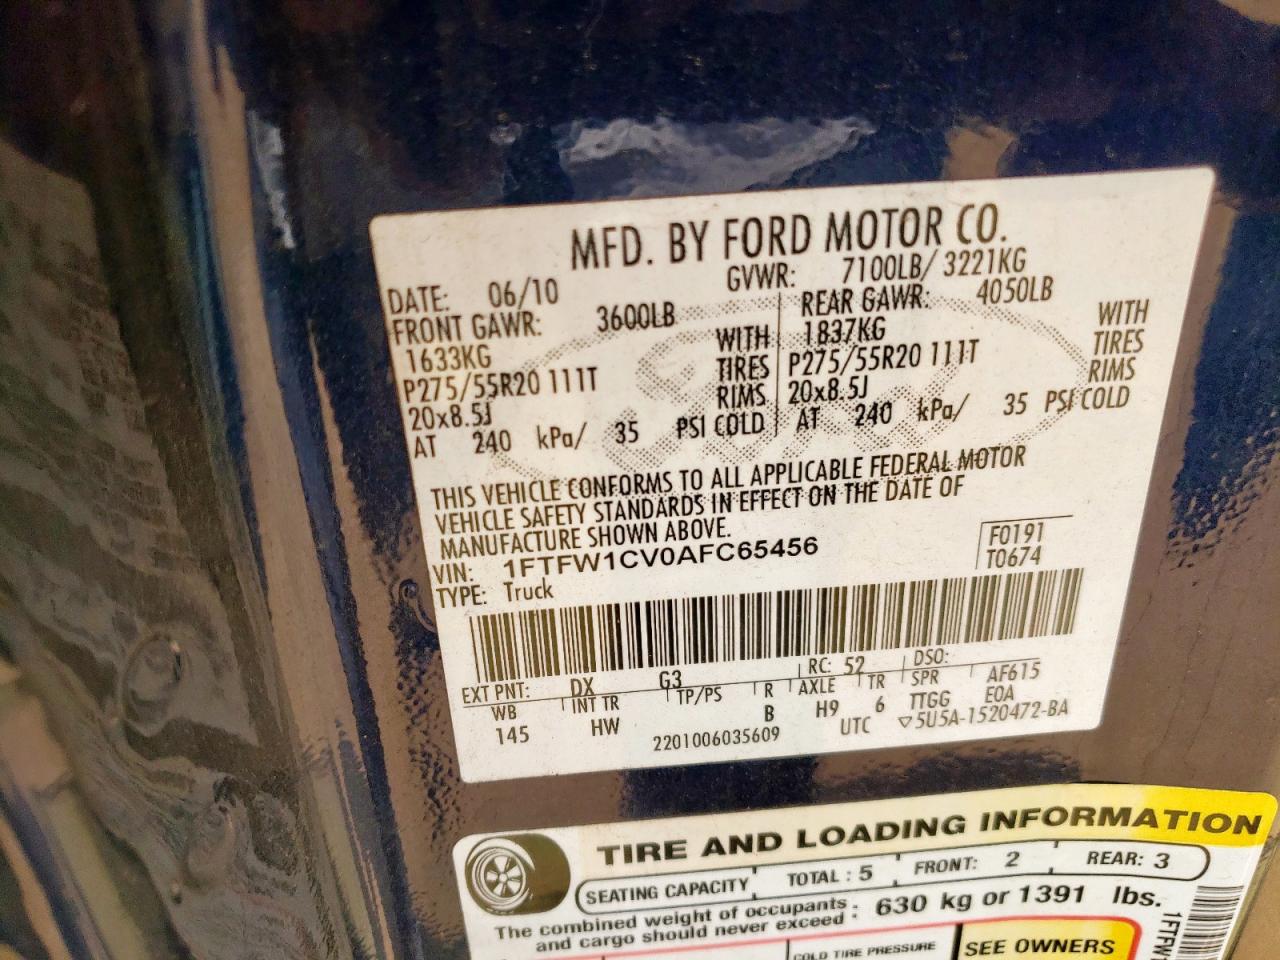 MFD. BY FORD MOTOR CO.
DATE: 06/10 GVWR: 7100LB/ 3221KG
FRONT GAWR: 3600LB REAR GAWR: 4050LB
1633KG WITH 1837KG WITH
P275/55R20 111T TIRES P275/55R20 111T TIRES
20x8.5J RIMS 20x8.5J RIMS
AT 240 kPa/ 35 PSI COLD AT 240 kPa/ 35 PSI COLD
THIS VEHICLE CONFORMS TO ALL APPLICABLE FEDERAL MOTOR
VEHICLE SAFETY STANDARDS IN EFFECT ON THE DATE OF
MANUFACTURE SHOWN ABOVE.
VIN: 1FTFW1CV0AFC65456 F0191
TYPE: Truck T0674
EXT PNT: DX G3 RC: 52 DSO: AF615
WB INT TR TP/PS R AXLE TR SPR E0A
145 HW B H9 6 TTGG
2201006035609 UTC ▽5U5A-1520472-BA
TIRE AND LOADING INFORMATION
SEATING CAPACITY TOTAL : 5 FRONT: 2 REAR: 3
The combined weight of occupants
and cargo should never exceed : 630 kg or 1391 lbs.
COLD TIRE PRESSURE SEE OWNERS
1FTFW1